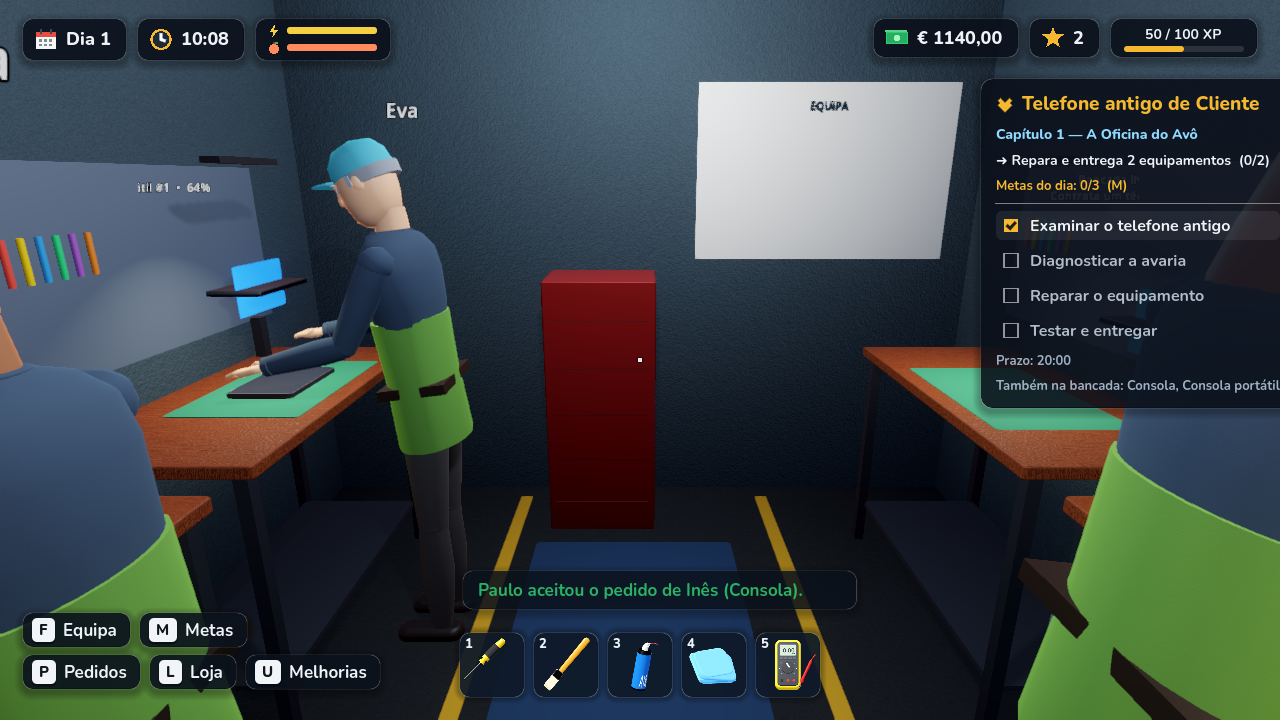 Dia 1
10:08
€ 1140,00
2
50 / 100 XP
Telefone antigo de Cliente
Capítulo 1 — A Oficina do Avô
➜ Repara e entrega 2 equipamentos (0/2)
Metas do dia: 0/3 (M)
Examinar o telefone antigo
Diagnosticar a avaria
Reparar o equipamento
Testar e entregar
Prazo: 20:00
Também na bancada: Consola, Consola portátil
Eva
EQUIPA
#1 • 64%
Paulo aceitou o pedido de Inês (Consola).
F Equipa
M Metas
P Pedidos
L Loja
U Melhorias
1
2
3
4
5